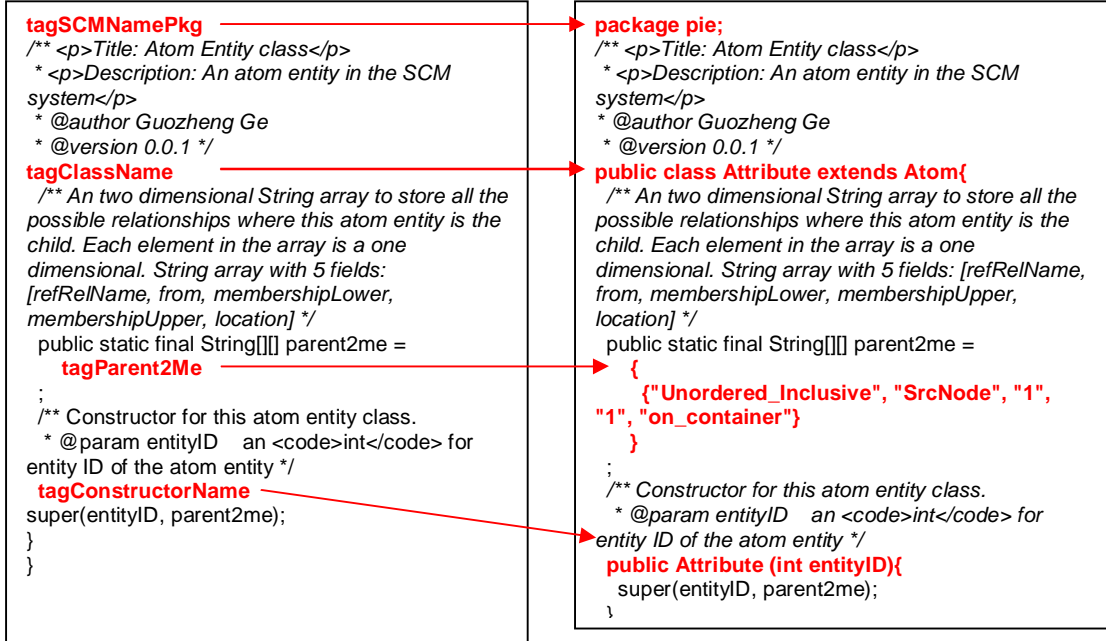 tagSCMNamePkg
/** <p>Title: Atom Entity class</p>
* <p>Description: An atom entity in the SCM
system</p>
* @author Guozheng Ge
* @version 0.0.1 */
tagClassName
/** An two dimensional String array to store all the
possible relationships where this atom entity is the
child. Each element in the array is a one
dimensional. String array with 5 fields:
[refRelName, from, membershipLower,
membershipUpper, location] */
public static final String[][] parent2me =
tagParent2Me
;
/** Constructor for this atom entity class.
* @param entityID an <code>int</code> for
entity ID of the atom entity */
tagConstructorName
super(entityID, parent2me);
}
}
package pie;
/** <p>Title: Atom Entity class</p>
* <p>Description: An atom entity in the SCM
system</p>
* @author Guozheng Ge
* @version 0.0.1 */
public class Attribute extends Atom{
/** An two dimensional String array to store all the
possible relationships where this atom entity is the
child. Each element in the array is a one
dimensional. String array with 5 fields: [refRelName,
from, membershipLower, membershipUpper,
location] */
public static final String[][] parent2me =
{
{"Unordered_Inclusive", "SrcNode", "1",
"1", "on_container"}
}
;
/** Constructor for this atom entity class.
* @param entityID an <code>int</code> for
entity ID of the atom entity */
public Attribute (int entityID){
super(entityID, parent2me);
}